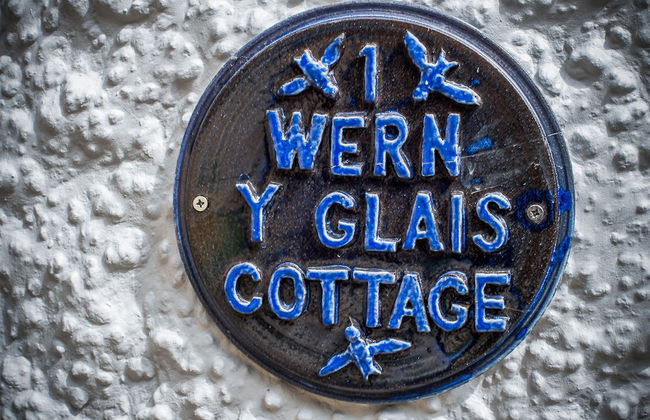 1
WERN
Y GLAIS
COTTAGE